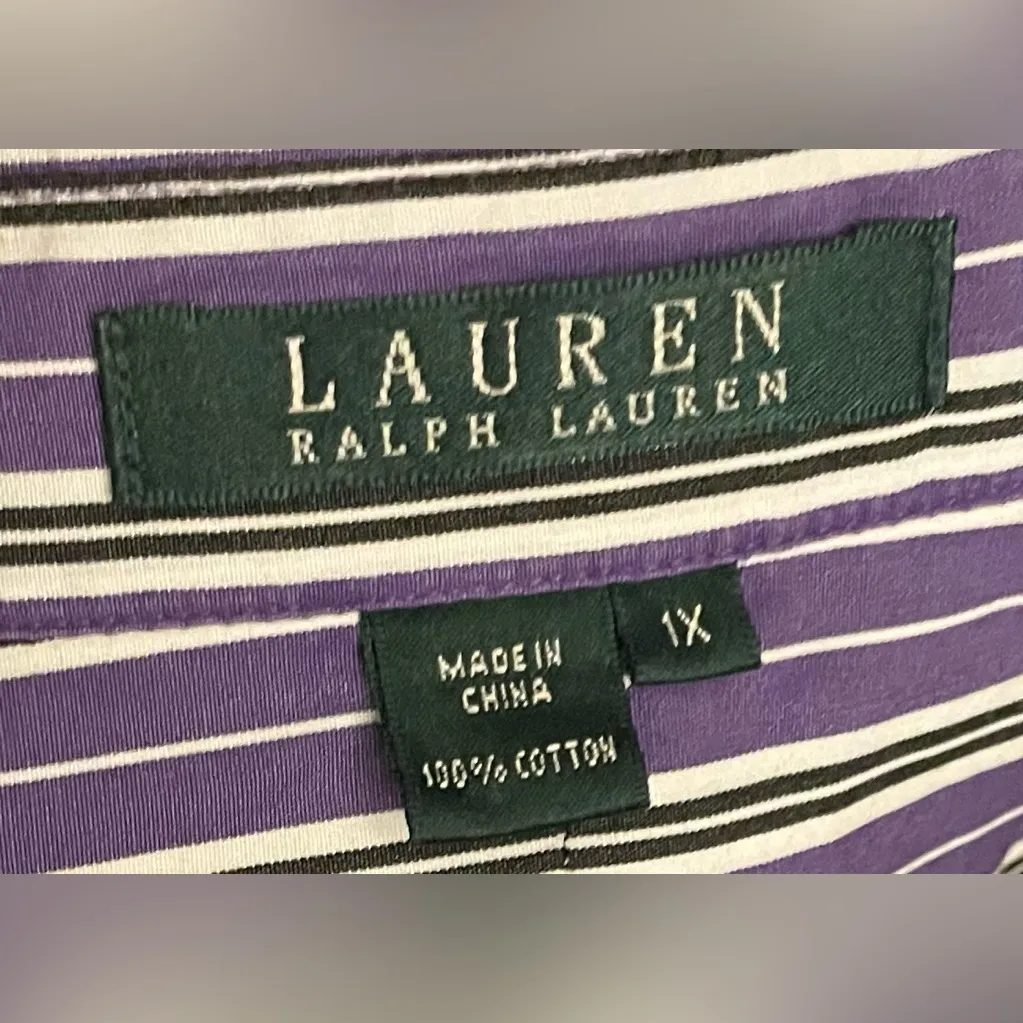 LAUREN
RALPH LAUREN
1X
MADE IN
CHINA
100% COTTON